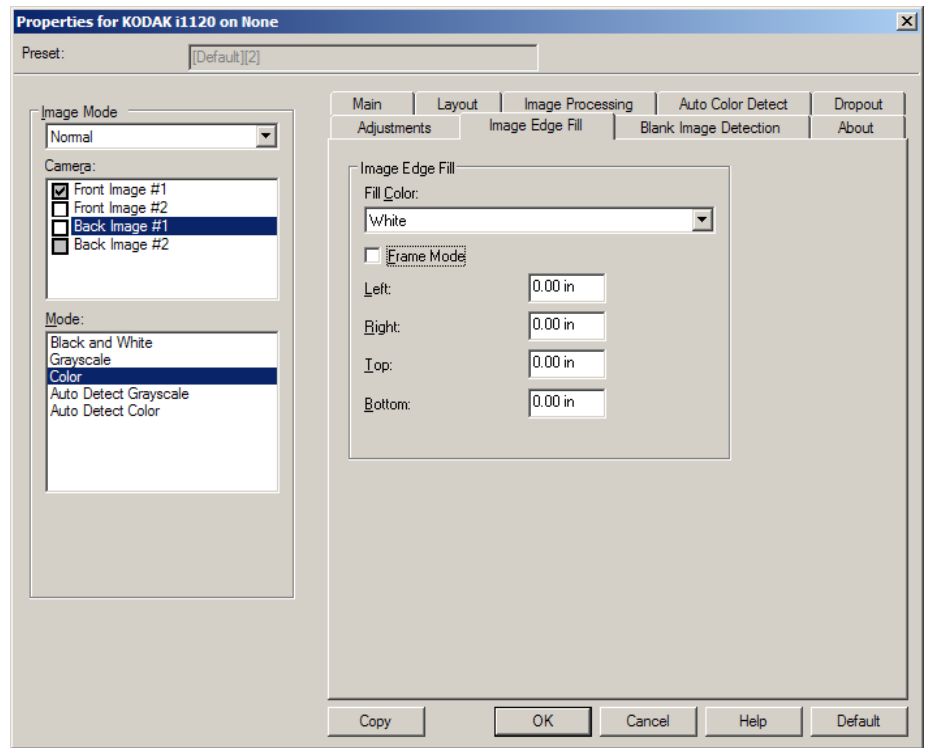 Properties for KODAK i1120 on None
Preset:
[Default][2]
Image Mode
Normal
Camera:
Front Image #1
Front Image #2
Back Image #1
Back Image #2
Mode:
Black and White
Grayscale
Color
Auto Detect Grayscale
Auto Detect Color
Main Layout Image Processing Auto Color Detect Dropout
Adjustments Image Edge Fill Blank Image Detection About
Image Edge Fill
Fill Color:
White
Frame Mode
Left: 0.00 in
Right: 0.00 in
Top: 0.00 in
Bottom: 0.00 in
Copy OK Cancel Help Default